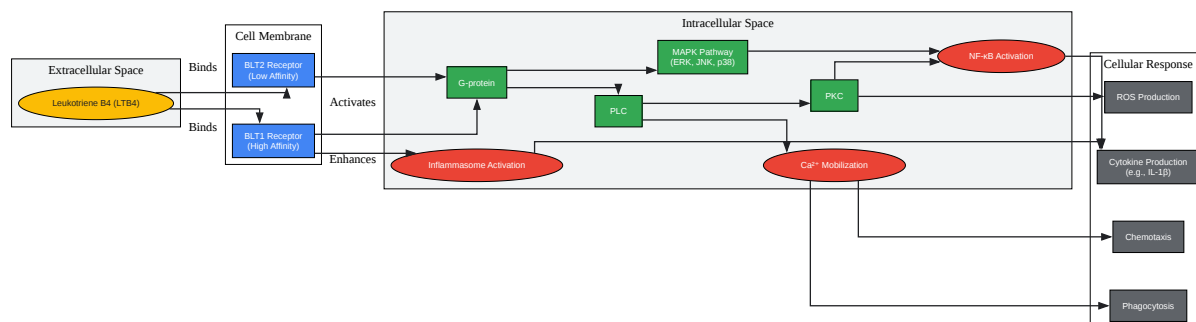 Extracellular Space
Leukotriene B4 (LTB4)
Binds
Binds
Cell Membrane
BLT2 Receptor
(Low Affinity)
BLT1 Receptor
(High Affinity)
Activates
Enhances
Intracellular Space
G-protein
MAPK Pathway
(ERK, JNK, p38)
PLC
PKC
NF-κB Activation
Inflammasome Activation
Ca²⁺ Mobilization
Cellular Response
ROS Production
Cytokine Production
(e.g., IL-1β)
Chemotaxis
Phagocytosis